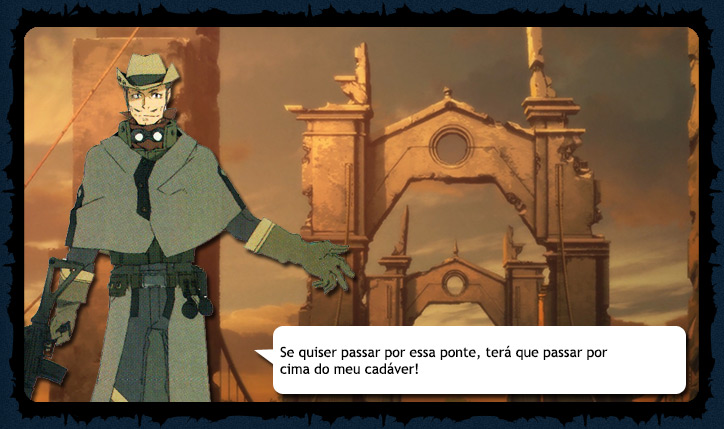 Se quiser passar por essa ponte, terá que passar por
cima do meu cadáver!